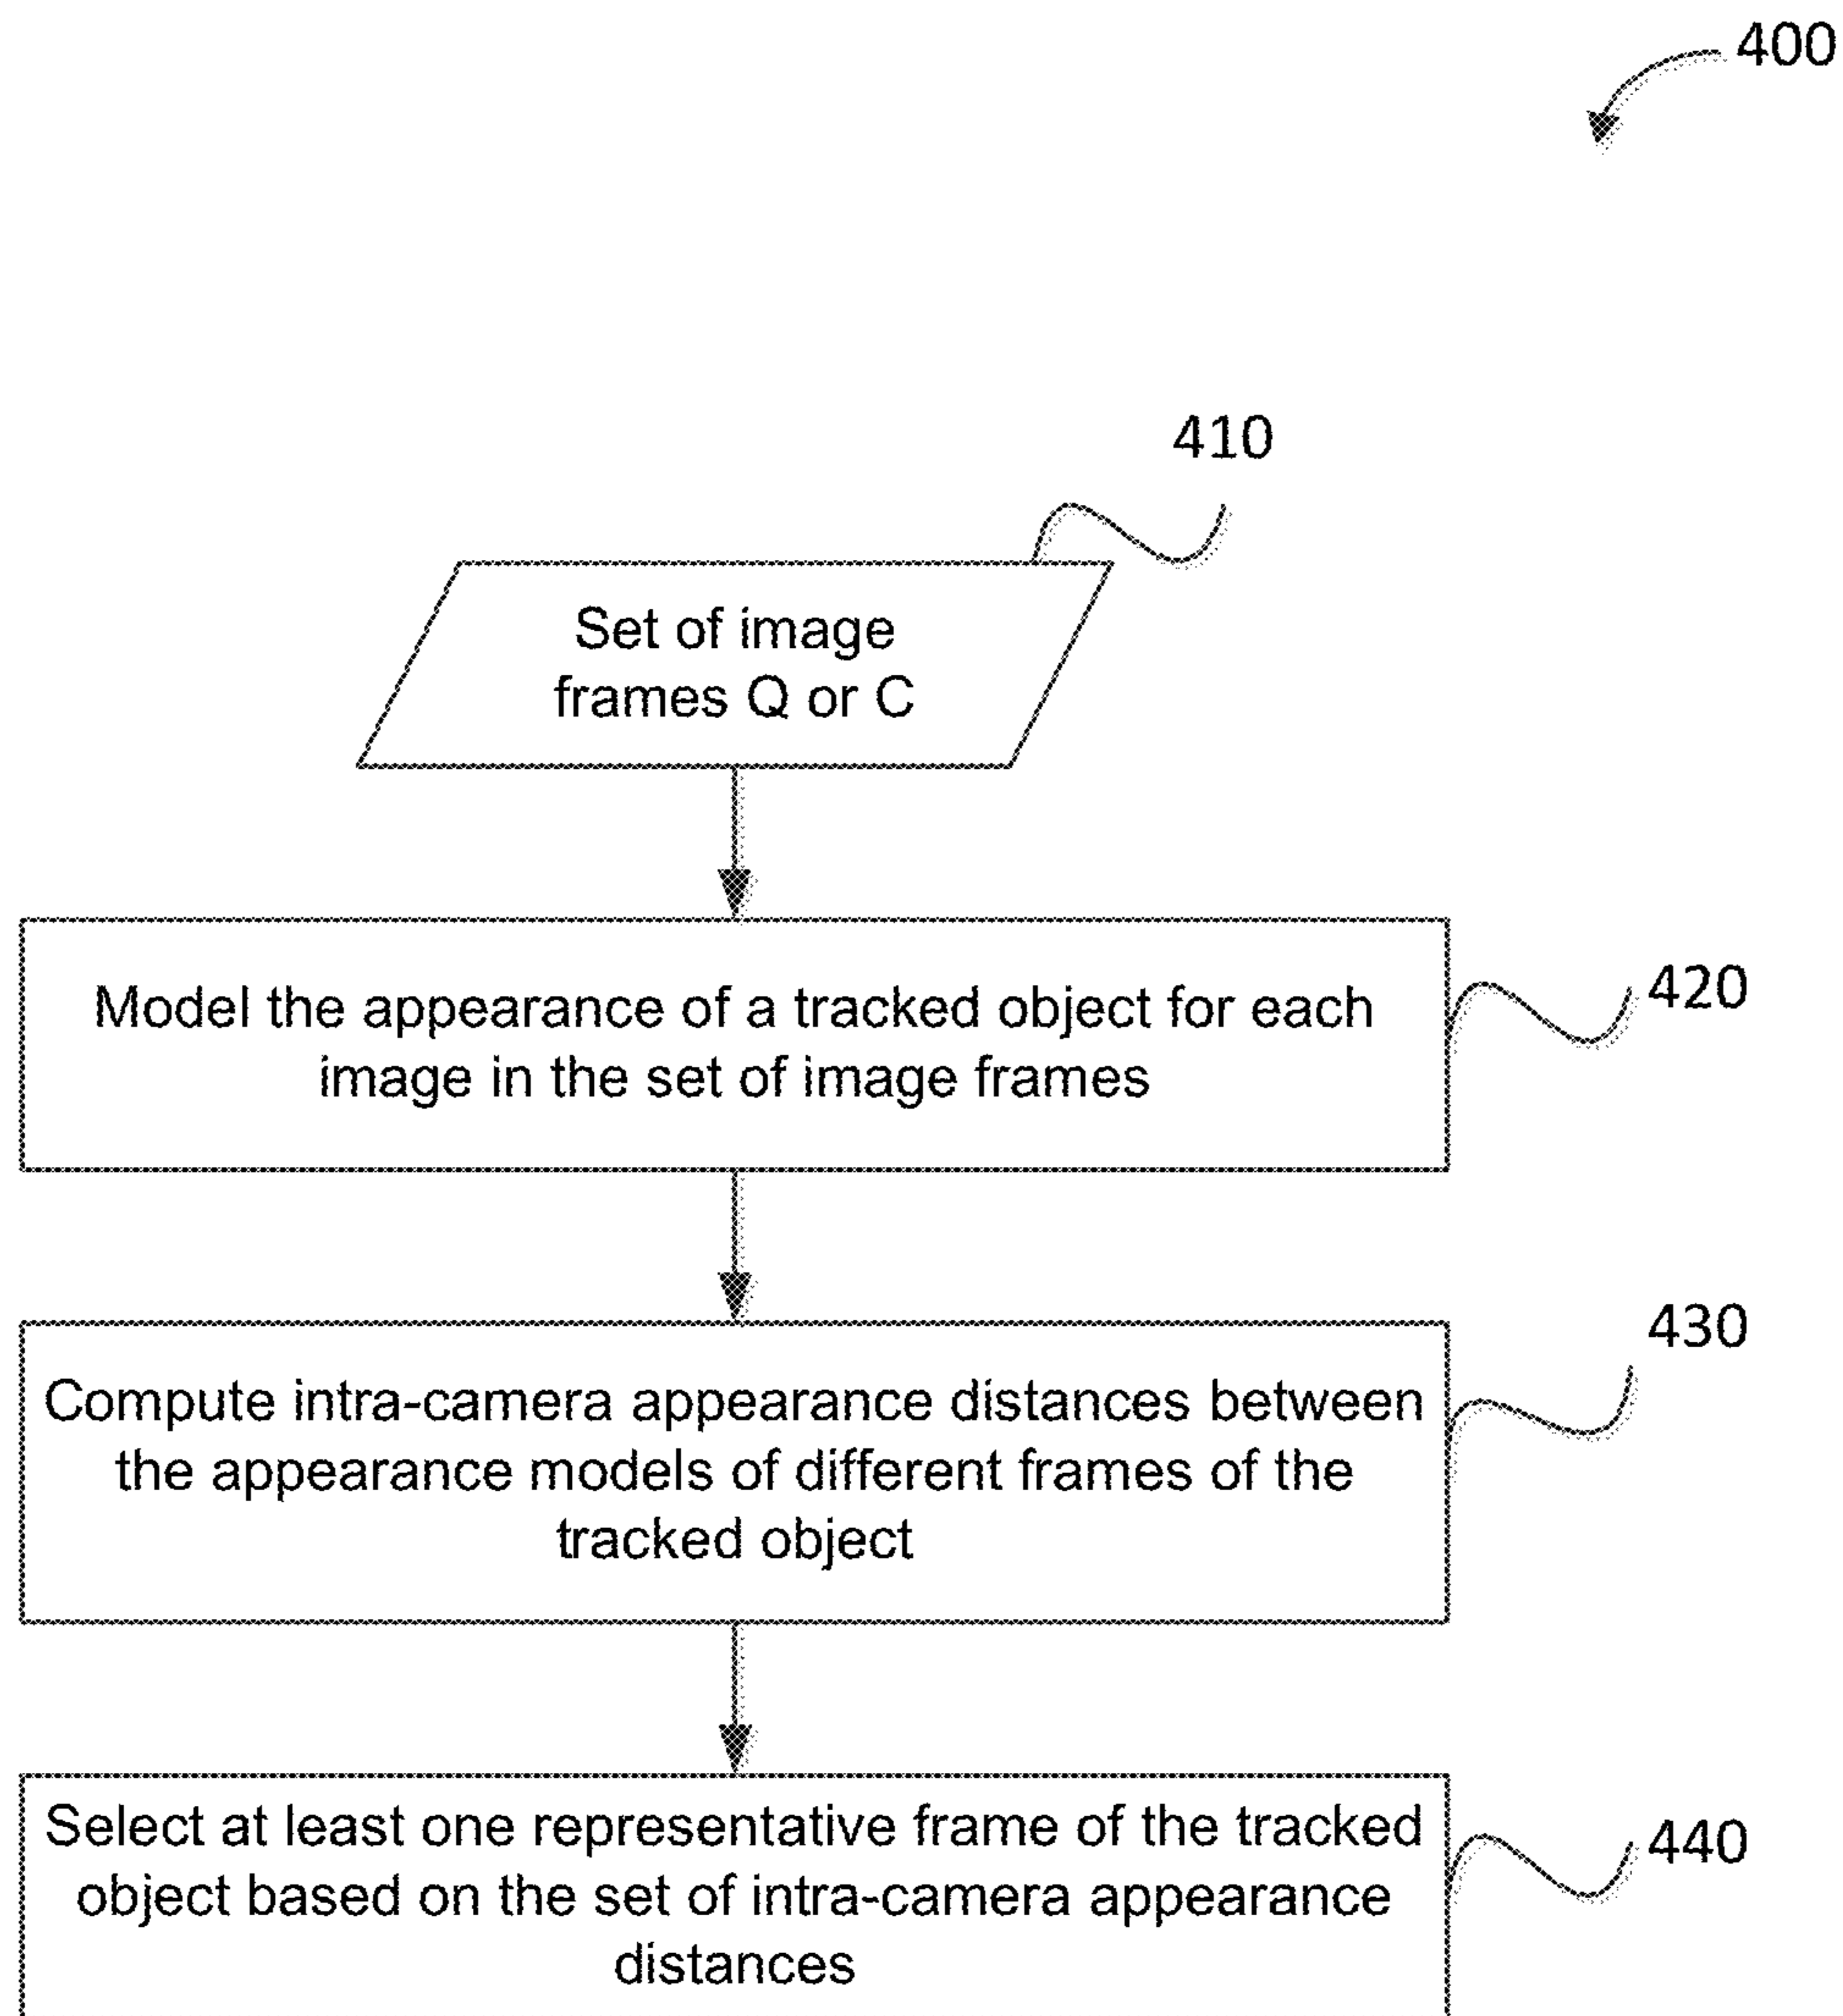 400
410
Set of image
frames Q or C
Model the appearance of a tracked object for each
image in the set of image frames
420
Compute intra-camera appearance distances between
the appearance models of different frames of the
tracked object
430
Select at least one representative frame of the tracked
object based on the set of intra-camera appearance
distances
440